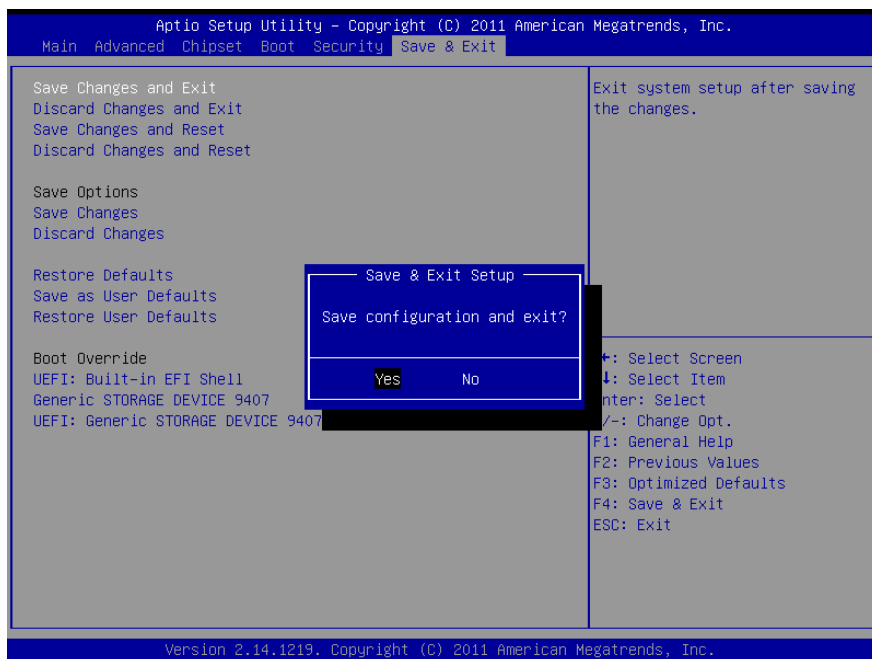 Aptio Setup Utility – Copyright (C) 2011 American Megatrends, Inc.
Main Advanced Chipset Boot Security Save & Exit
Save Changes and Exit
Discard Changes and Exit
Save Changes and Reset
Discard Changes and Reset
Save Options
Save Changes
Discard Changes
Restore Defaults
Save as User Defaults
Restore User Defaults
Boot Override
UEFI: Built-in EFI Shell
Generic STORAGE DEVICE 9407
UEFI: Generic STORAGE DEVICE 9407
Save & Exit Setup
Save configuration and exit?
Yes No
Exit system setup after saving
the changes.
: Select Screen
: Select Item
nter: Select
/-: Change Opt.
F1: General Help
F2: Previous Values
F3: Optimized Defaults
F4: Save & Exit
ESC: Exit
Version 2.14.1219. Copyright (C) 2011 American Megatrends, Inc.